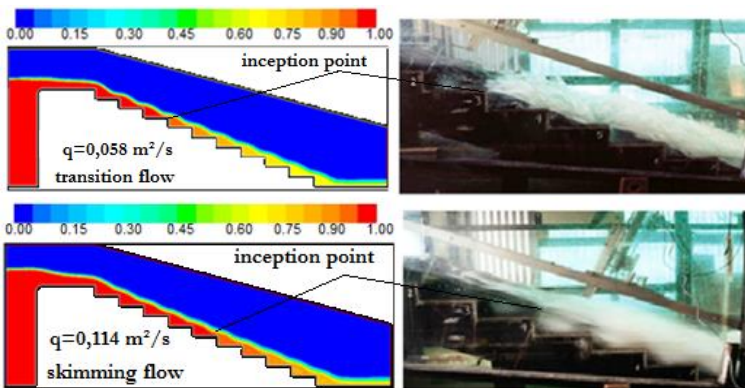 0.00 0.15 0.30 0.45 0.60 0.75 0.90 1.00
inception point
q=0,058 m²/s
transition flow
0.00 0.15 0.30 0.45 0.60 0.75 0.90 1.00
inception point
q=0,114 m²/s
skimming flow